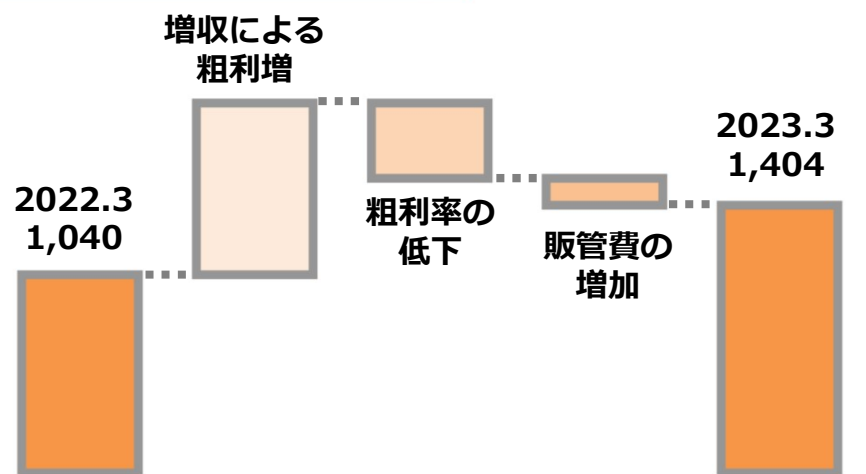 増収による
粗利増
2022.3
1,040
粗利率の
低下
販管費の
増加
2023.3
1,404